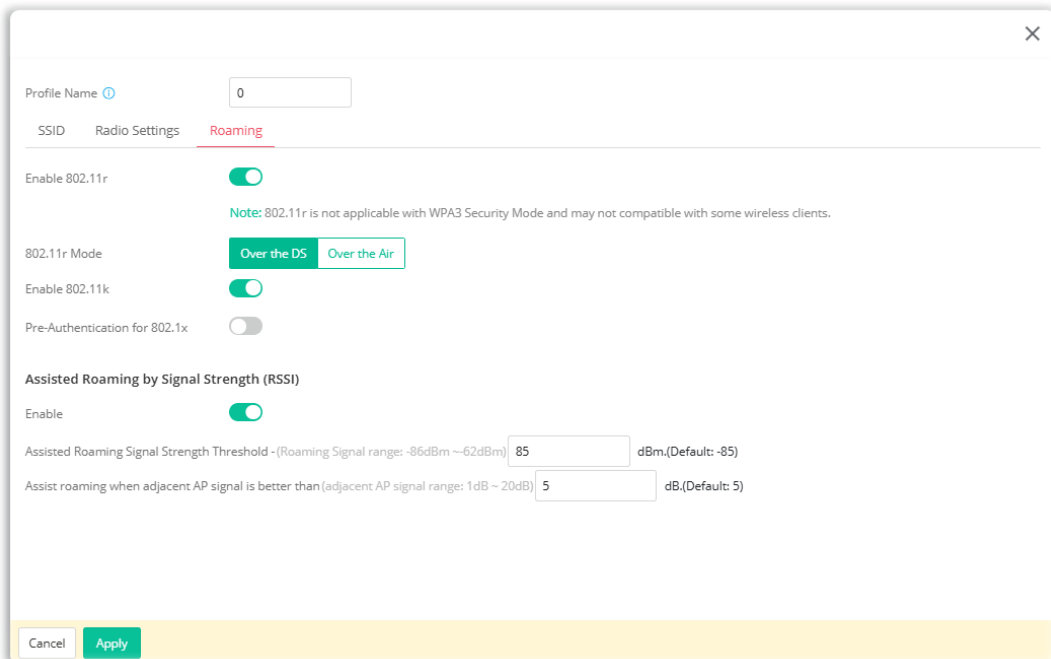 Profile Name
0
SSID Radio Settings Roaming
Enable 802.11r
Note: 802.11r is not applicable with WPA3 Security Mode and may not compatible with some wireless clients.
802.11r Mode Over the DS Over the Air
Enable 802.11k
Pre-Authentication for 802.1x
Assisted Roaming by Signal Strength (RSSI)
Enable
Assisted Roaming Signal Strength Threshold - (Roaming Signal range: -86dBm ~-62dBm) 85 dBm.(Default: -85)
Assist roaming when adjacent AP signal is better than (adjacent AP signal range: 1dB ~ 20dB) 5 dB.(Default: 5)
Cancel Apply